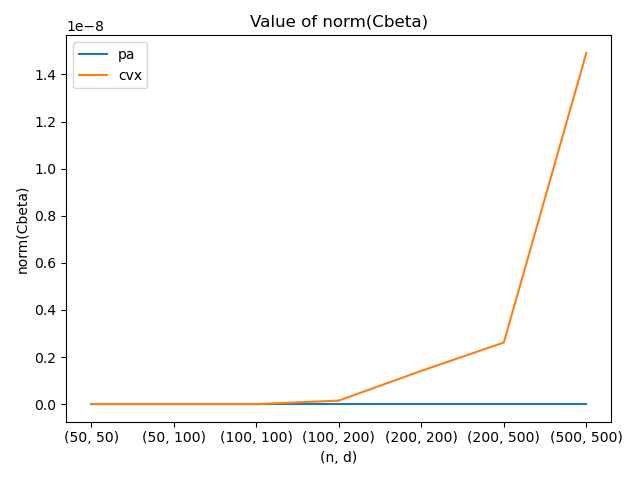 Value of norm(Cbeta)
1e−8
pa
cvx
1.4
1.2
1.0
0.8
0.6
0.4
0.2
0.0
norm(Cbeta)
(50, 50) (50, 100) (100, 100) (100, 200) (200, 200) (200, 500) (500, 500)
(n, d)